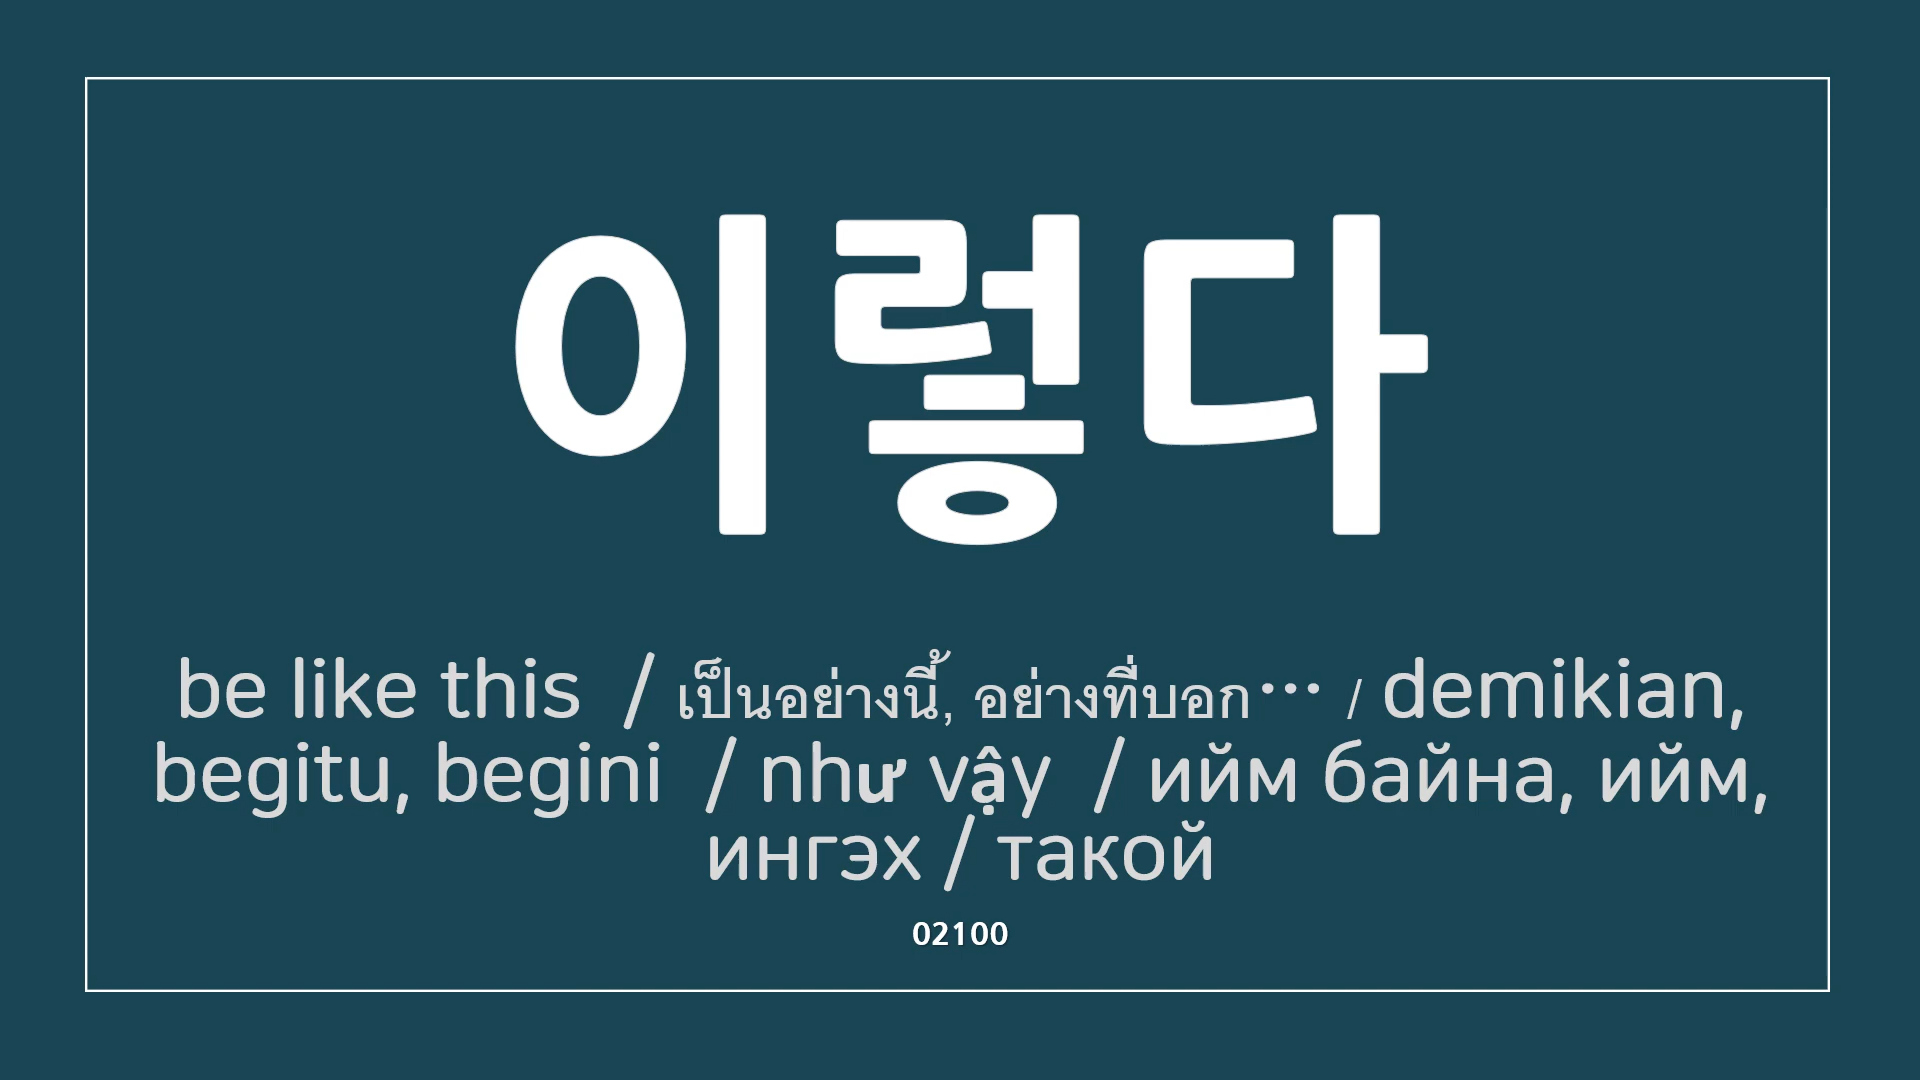 이렇다
be like this / เป็นอย่างนี้, อย่างที่บอก… / demikian,
begitu, begini / như vậy / ийм байна, ийм,
ингэх / такой
02100